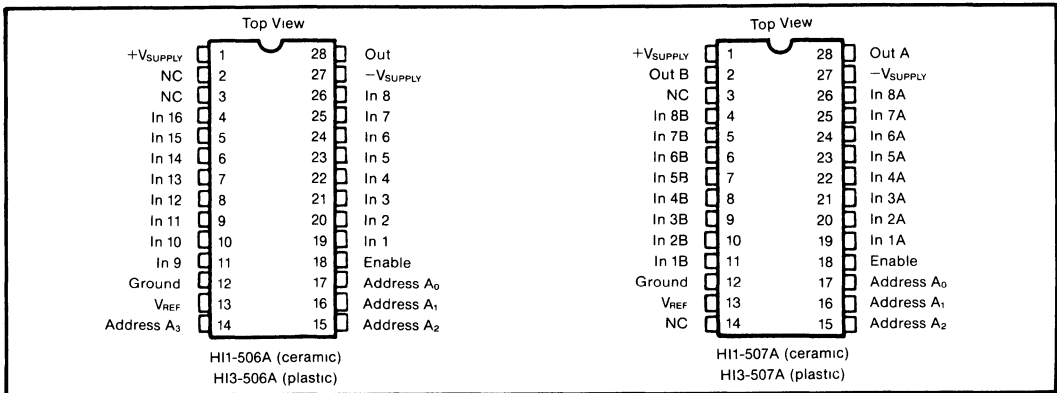 Top View
+VSUPPLY 1 28 Out
NC 2 27 −VSUPPLY
NC 3 26 In 8
In 16 4 25 In 7
In 15 5 24 In 6
In 14 6 23 In 5
In 13 7 22 In 4
In 12 8 21 In 3
In 11 9 20 In 2
In 10 10 19 In 1
In 9 11 18 Enable
Ground 12 17 Address A0
VREF 13 16 Address A1
Address A3 14 15 Address A2
HI1-506A (ceramic)
HI3-506A (plastic)
Top View
+VSUPPLY 1 28 Out A
Out B 2 27 −VSUPPLY
NC 3 26 In 8A
In 8B 4 25 In 7A
In 7B 5 24 In 6A
In 6B 6 23 In 5A
In 5B 7 22 In 4A
In 4B 8 21 In 3A
In 3B 9 20 In 2A
In 2B 10 19 In 1A
In 1B 11 18 Enable
Ground 12 17 Address A0
VREF 13 16 Address A1
NC 14 15 Address A2
HI1-507A (ceramic)
HI3-507A (plastic)